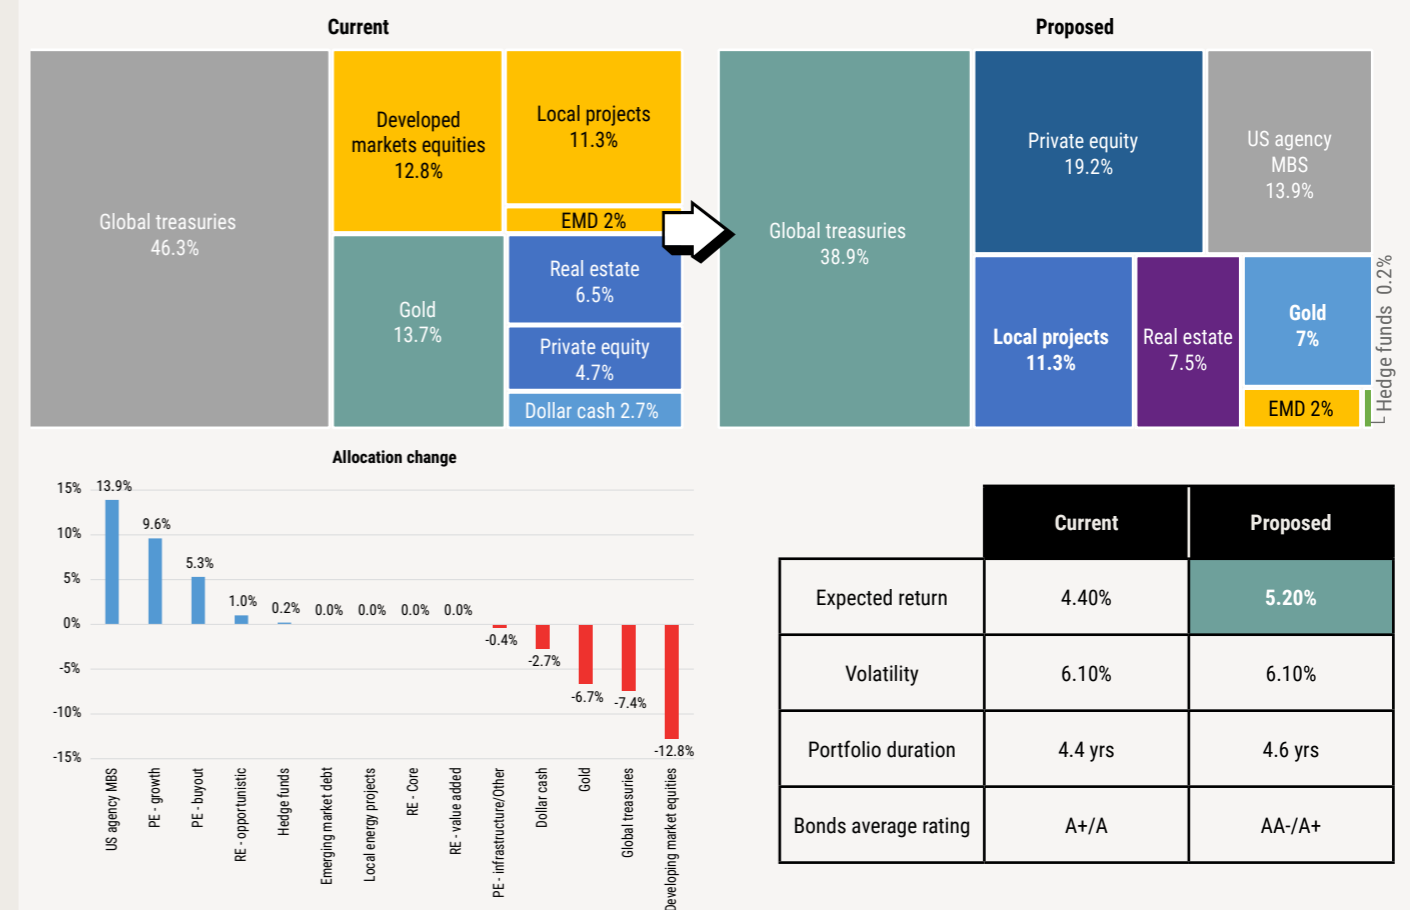 Current
Global treasuries
46.3%
Developed
markets equities
12.8%
Local projects
11.3%
EMD 2%
Gold
13.7%
Real estate
6.5%
Private equity
4.7%
Dollar cash 2.7%
Proposed
Global treasuries
38.9%
Private equity
19.2%
US agency
MBS
13.9%
Local projects
11.3%
Real estate
7.5%
Gold
7%
EMD 2%
Hedge funds 0.2%
Allocation change
15%
10%
5%
0%
-5%
-10%
-15%
13.9%
9.6%
5.3%
1.0%
0.2%
0.0%
0.0%
0.0%
0.0%
-0.4%
-2.7%
-6.7%
-7.4%
-12.8%
US agency MBS
PE - growth
PE - buyout
RE - opportunistic
Hedge funds
Emerging market debt
Local energy projects
RE - Core
RE - value added
PE - infrastructure/Other
Dollar cash
Gold
Global treasuries
Developing market equities
Current Proposed
Expected return 4.40% 5.20%
Volatility 6.10% 6.10%
Portfolio duration 4.4 yrs 4.6 yrs
Bonds average rating A+/A AA-/A+